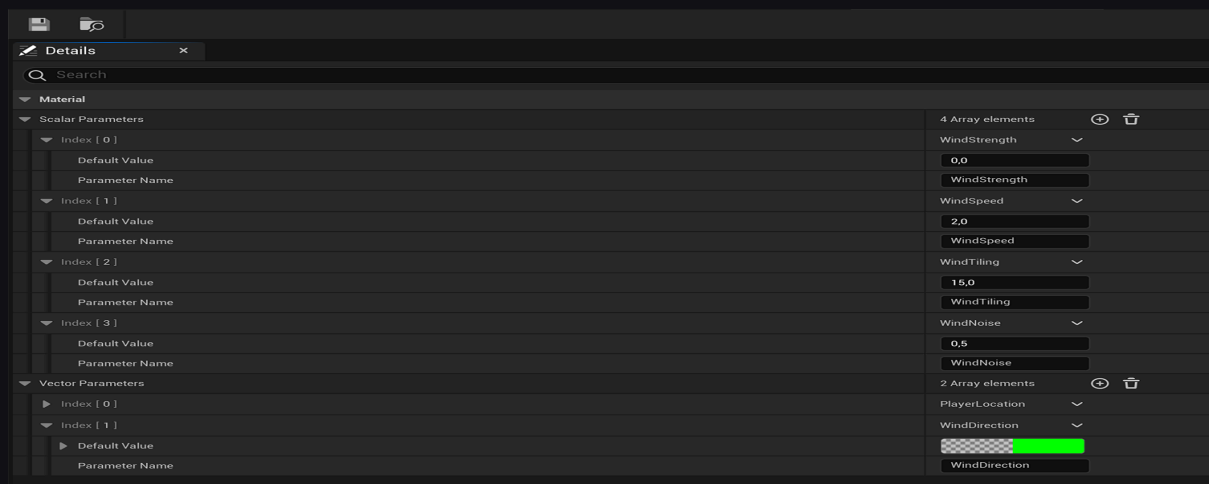 Details
Search
Material
Scalar Parameters 4 Array elements
Index [ 0 ] WindStrength
Default Value 0,0
Parameter Name WindStrength
Index [ 1 ] WindSpeed
Default Value 2,0
Parameter Name WindSpeed
Index [ 2 ] WindTiling
Default Value 15,0
Parameter Name WindTiling
Index [ 3 ] WindNoise
Default Value 0,5
Parameter Name WindNoise
Vector Parameters 2 Array elements
Index [ 0 ] PlayerLocation
Index [ 1 ] WindDirection
Default Value
Parameter Name WindDirection